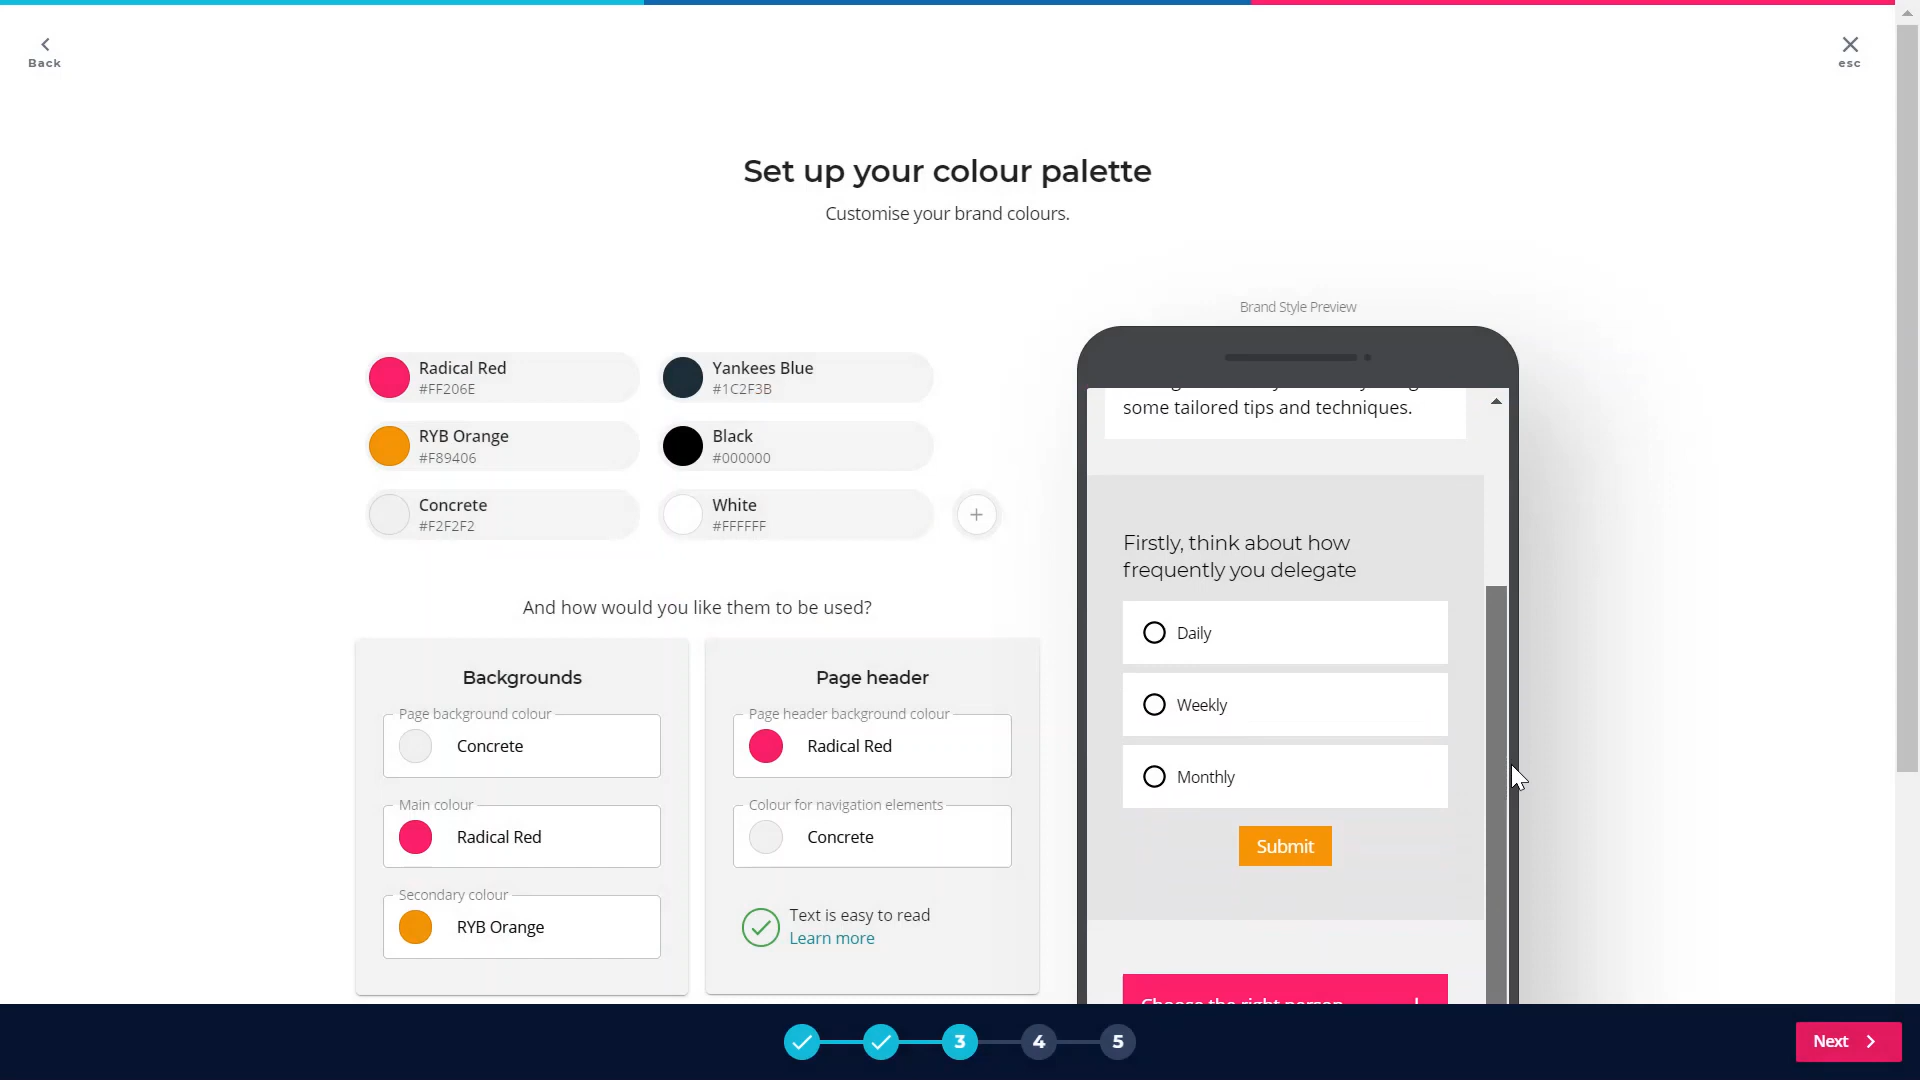 Back
esc
Set up your colour palette
Customise your brand colours.
Brand Style Preview
Radical Red
#FF206E
Yankees Blue
#1C2F3B
RYB Orange
#F89406
Black
#000000
Concrete
#F2F2F2
White
#FFFFFF
+
And how would you like them to be used?
Backgrounds
Page background colour
Concrete
Main colour
Radical Red
Secondary colour
RYB Orange
Page header
Page header background colour
Radical Red
Colour for navigation elements
Concrete
Text is easy to read
Learn more
some tailored tips and techniques.
Firstly, think about how
frequently you delegate
Daily
Weekly
Monthly
Submit
Choose the right person
3
4
5
Next